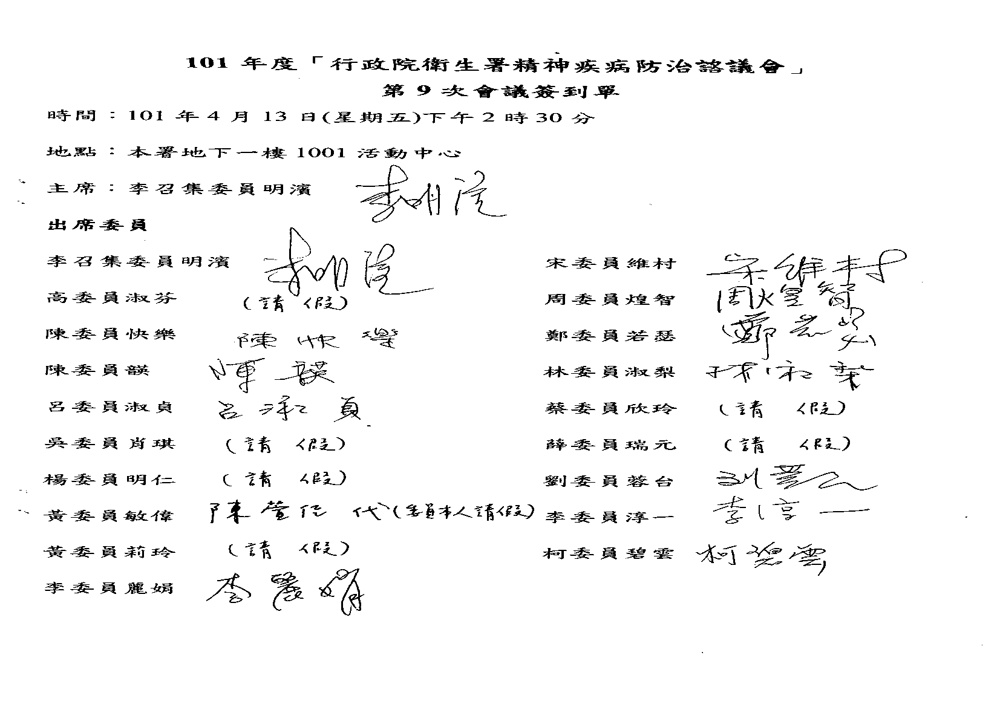 101 年度「行政院衛生署精神疾病防治諮議會」
第 9 次會議簽到單
時間：101 年 4 月 13 日(星期五)下午 2 時 30 分
地點：本署地下一樓 1001 活動中心
主席：李召集委員明濱 李明濱
出席委員
李召集委員明濱 李明濱 宋委員維村 宋維村
高委員淑芬 (請 假) 周委員煌智 周煌智
陳委員快樂 陳快樂 鄭委員若瑟 鄭若瑟
陳委員韺 陳韺 林委員淑梨 林淑梨
呂委員淑貞 呂淑貞 蔡委員欣玲 (請 假)
吳委員肖琪 (請 假) 薛委員瑞元 (請 假)
楊委員明仁 (請 假) 劉委員蓉台 劉蓉台
黃委員敏偉 陳萱 代(委員本人請假) 李委員淳一 李淳一
黃委員莉玲 (請 假) 柯委員碧雲 柯碧雲
李委員麗娟 李麗娟